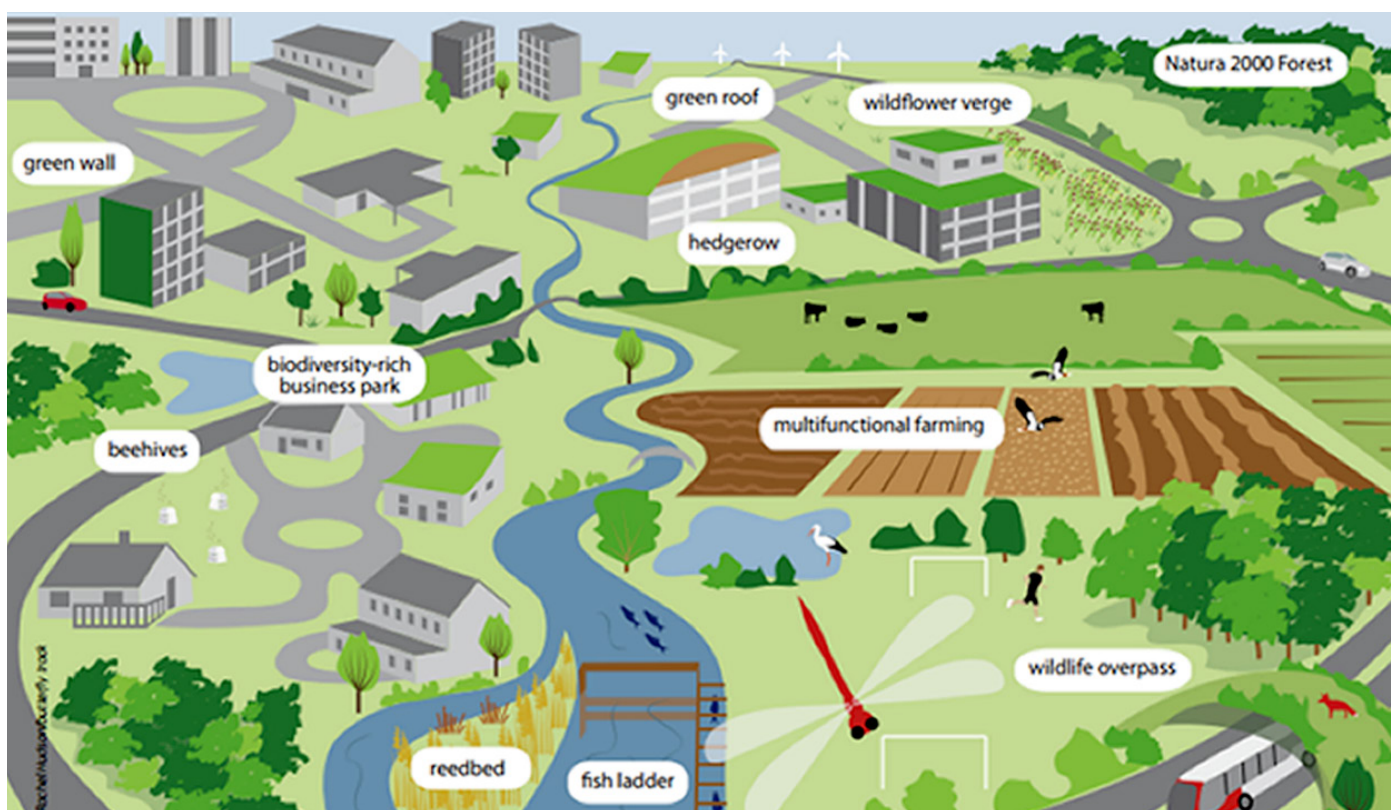 Natura 2000 Forest
green roof
wildflower verge
green wall
hedgerow
biodiversity-rich
business park
multifunctional farming
beehives
wildlife overpass
reedbed
fish ladder